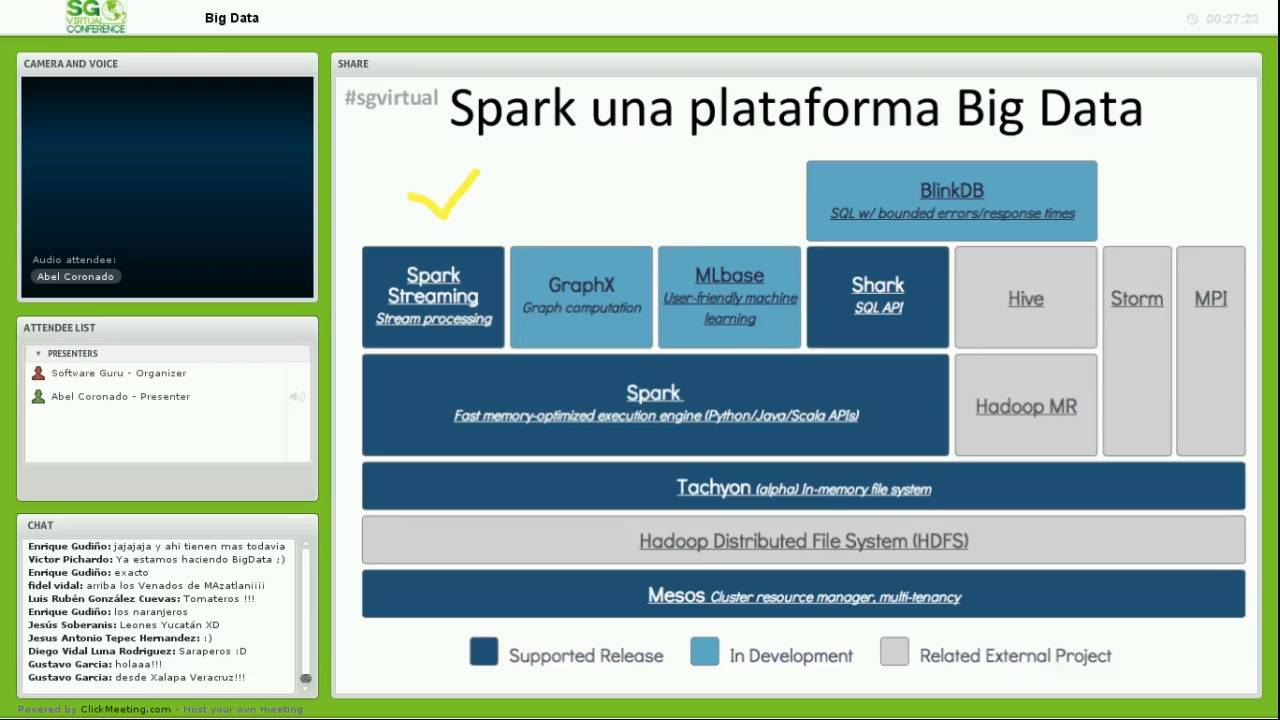 SG
VIRTUAL
CONFERENCE
Big Data
00:27:23
CAMERA AND VOICE
Audio attendee:
Abel Coronado
ATTENDEE LIST
PRESENTERS
Software Guru - Organizer
Abel Coronado - Presenter
CHAT
Enrique Gudiño: jajajaja y ahi tienen mas todavia
Victor Pichardo: Ya estamos haciendo BigData ;)
Enrique Gudiño: exacto
fidel vidal: arriba los Venados de MAzatlaniiii
Luis Rubén González Cuevas: Tomateros !!!
Enrique Gudiño: los naranjeros
Jesús Soberanis: Leones Yucatán XD
Jesus Antonio Tepec Hernandez: :)
Diego Vidal Luna Rodriguez: Saraperos :D
Gustavo Garcia: holaaa!!!
Gustavo Garcia: desde Xalapa Veracruz!!!
SHARE
#sgvirtual
Spark una plataforma Big Data
BlinkDB
SQL w/ bounded errors/response times
Spark
Streaming
Stream processing
GraphX
Graph computation
MLbase
User-friendly machine
learning
Shark
SQL API
Hive
Storm
MPI
Spark
Fast memory-optimized execution engine (Python/Java/Scala APIs)
Hadoop MR
Tachyon (alpha) In-memory file system
Hadoop Distributed File System (HDFS)
Mesos Cluster resource manager, multi-tenancy
Supported Release
In Development
Related External Project
Powered by ClickMeeting.com - Host your own meeting